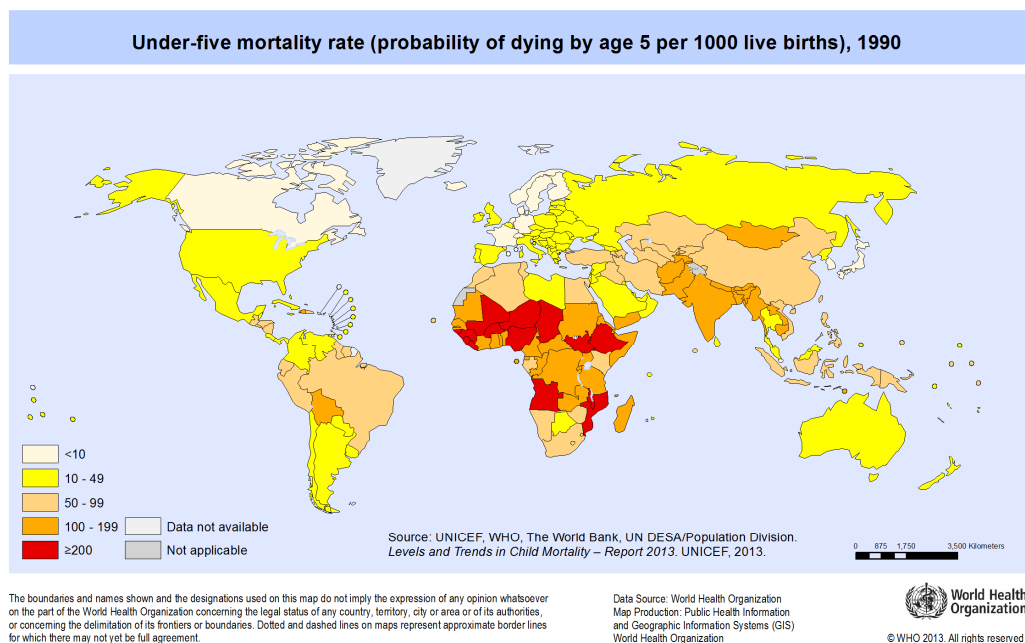 Under-five mortality rate (probability of dying by age 5 per 1000 live births), 1990
<10
10 - 49
50 - 99
100 - 199
≥200
Data not available
Not applicable
Source: UNICEF, WHO, The World Bank, UN DESA/Population Division.
Levels and Trends in Child Mortality – Report 2013. UNICEF, 2013.
0 875 1,750 3,500 Kilometers
The boundaries and names shown and the designations used on this map do not imply the expression of any opinion whatsoever
on the part of the World Health Organization concerning the legal status of any country, territory, city or area or of its authorities,
or concerning the delimitation of its frontiers or boundaries. Dotted and dashed lines on maps represent approximate border lines
for which there may not yet be full agreement.
Data Source: World Health Organization
Map Production: Public Health Information
and Geographic Information Systems (GIS)
World Health Organization
World Health
Organization
© WHO 2013. All rights reserved